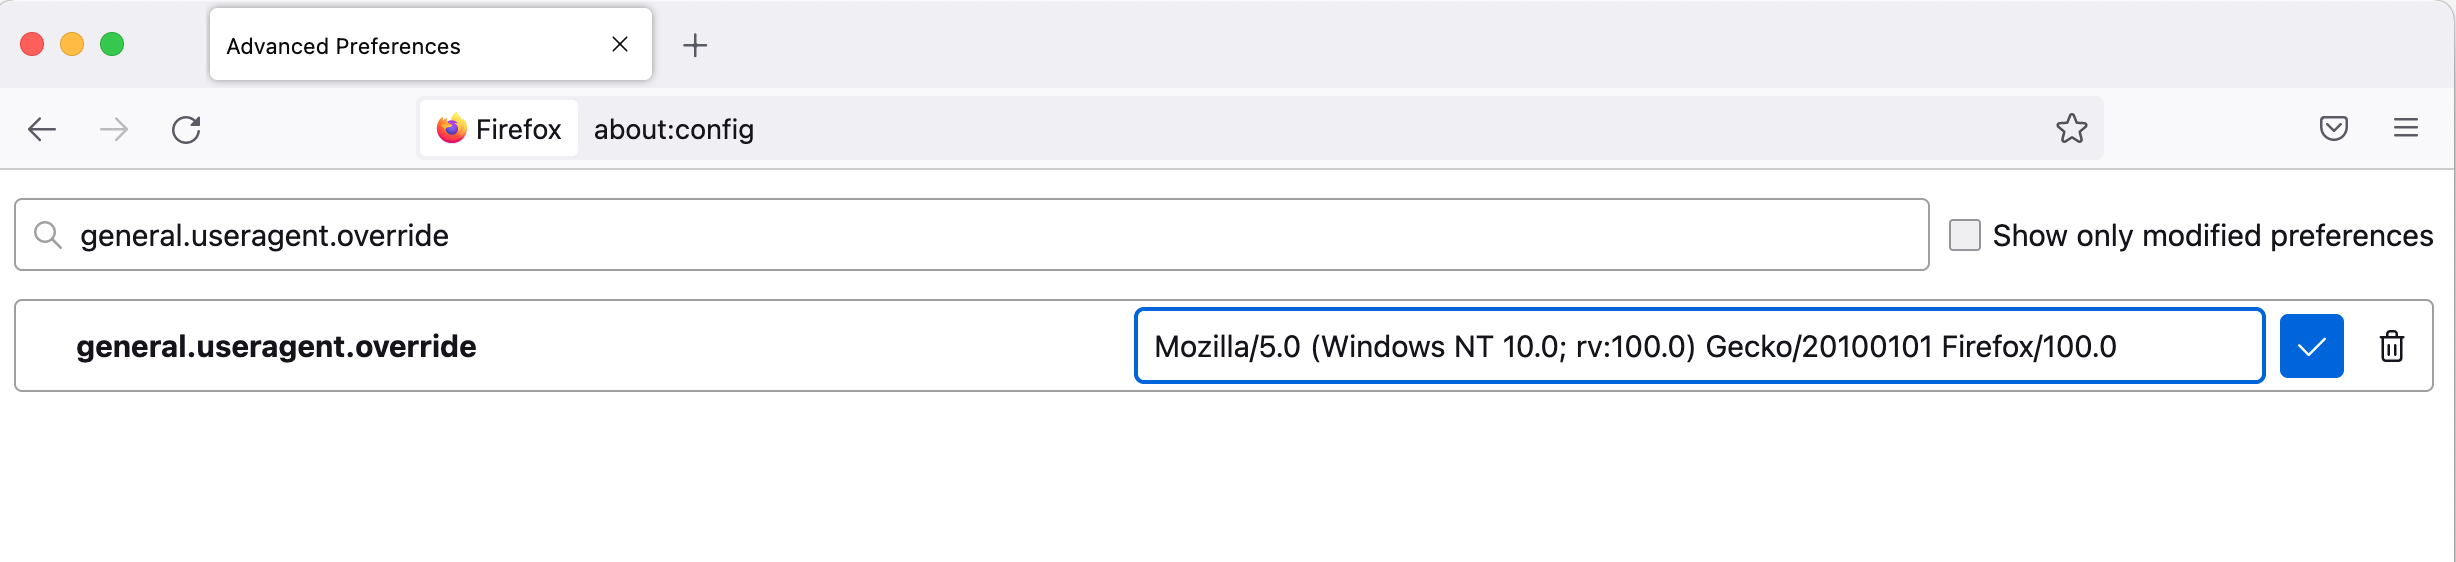 Advanced Preferences
Firefox about:config
general.useragent.override
Show only modified preferences
general.useragent.override
Mozilla/5.0 (Windows NT 10.0; rv:100.0) Gecko/20100101 Firefox/100.0